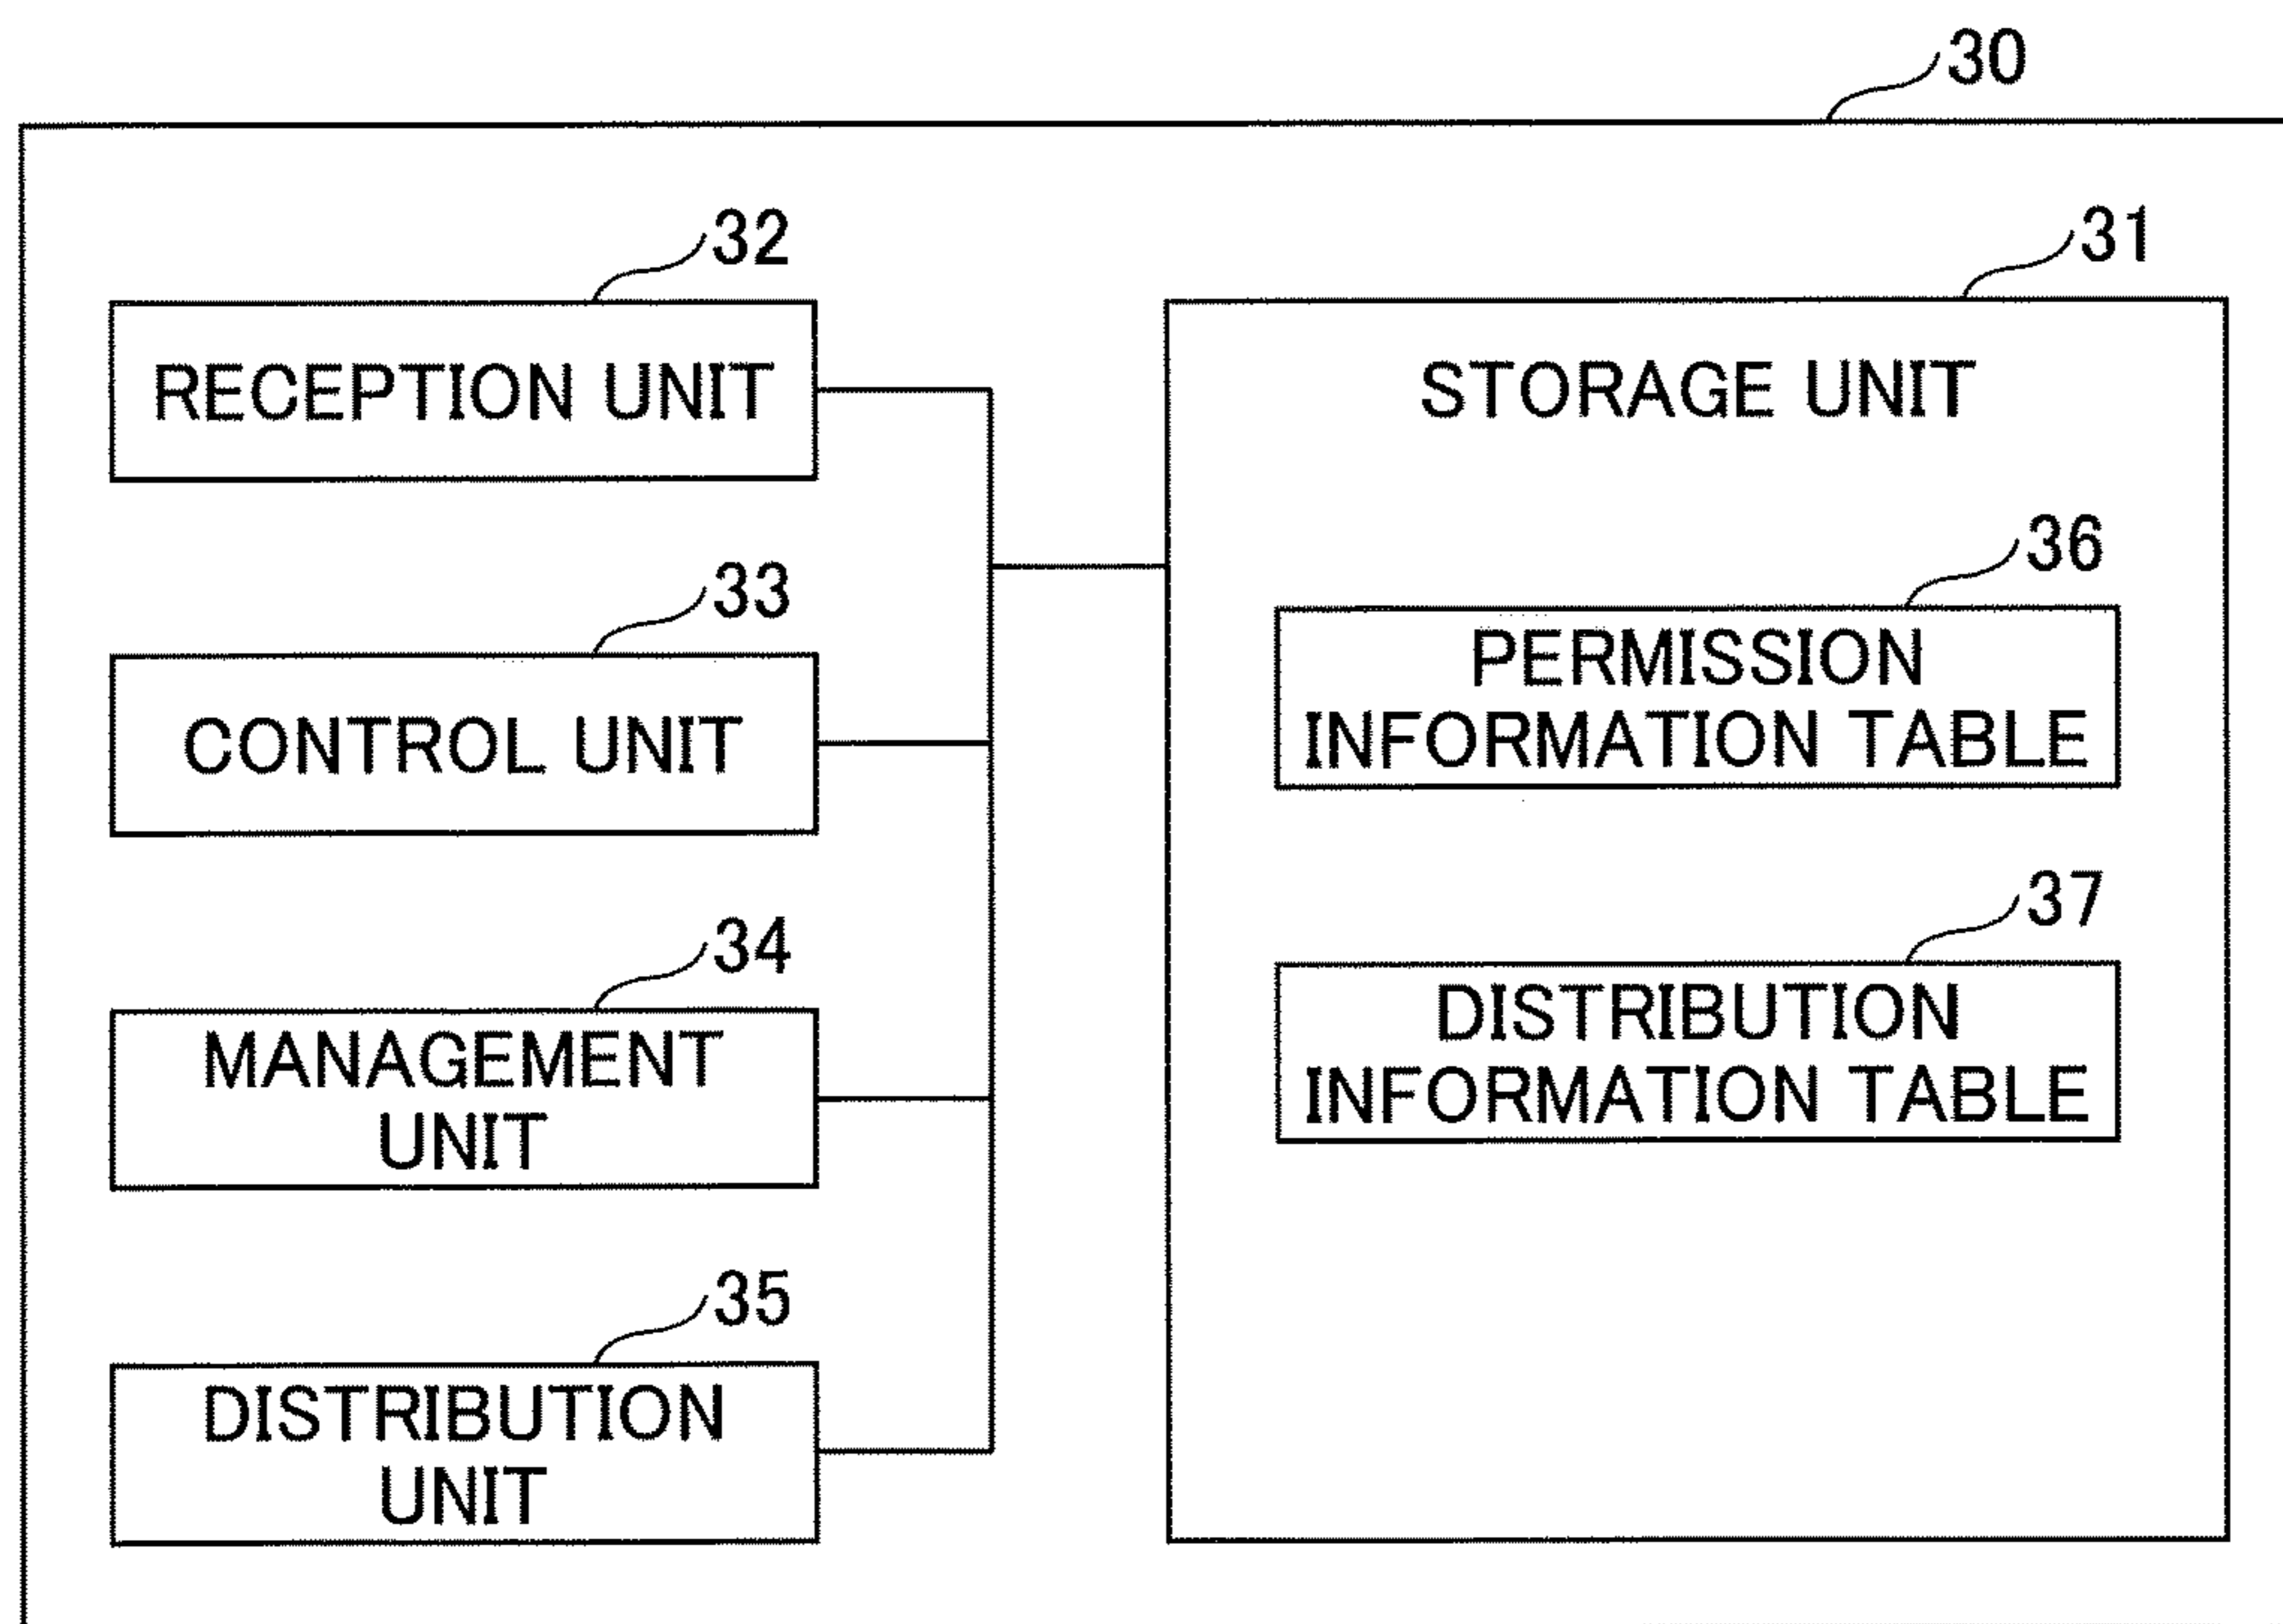 30
32
RECEPTION UNIT
33
CONTROL UNIT
34
MANAGEMENT
UNIT
35
DISTRIBUTION
UNIT
31
STORAGE UNIT
36
PERMISSION
INFORMATION TABLE
37
DISTRIBUTION
INFORMATION TABLE